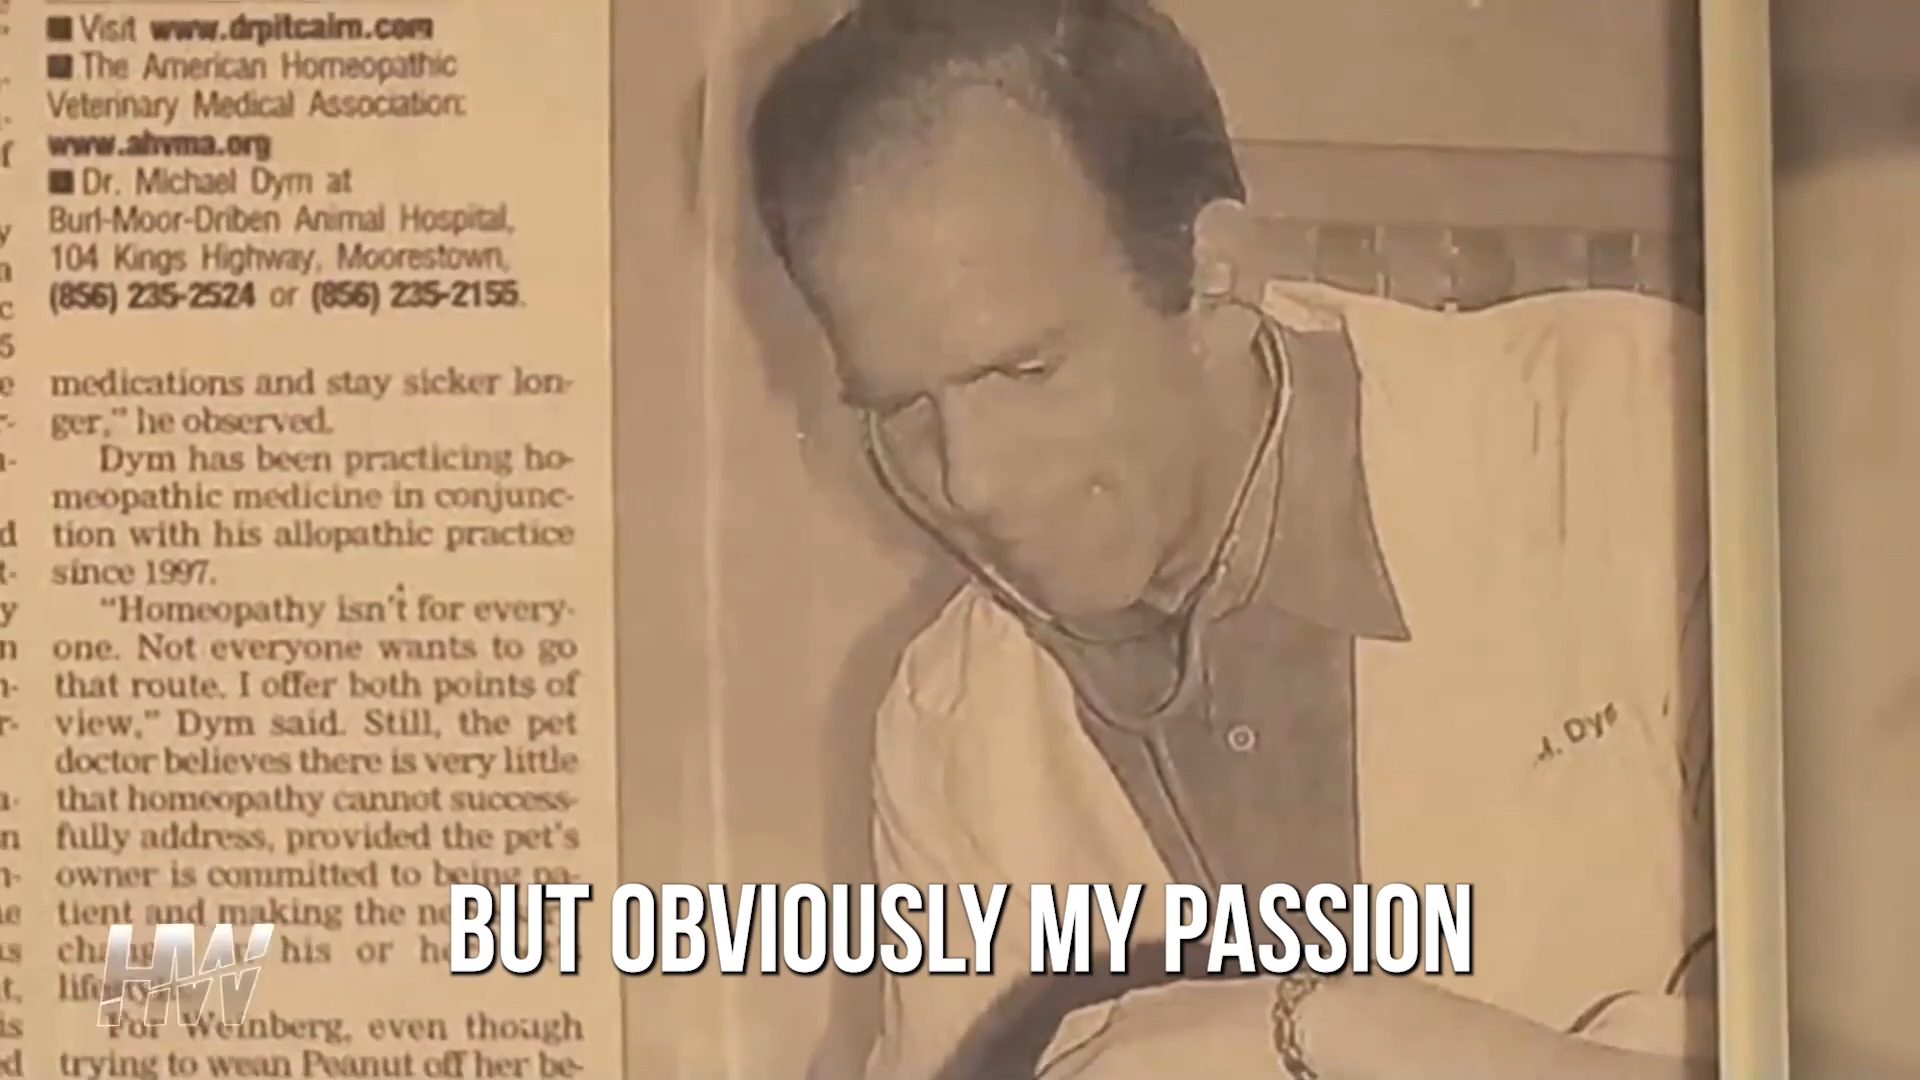 ■ Visit www.drpitcairn.com
■ The American Homeopathic
Veterinary Medical Association:
www.ahvma.org
■ Dr. Michael Dym at
Burl-Moor-Driben Animal Hospital,
104 Kings Highway, Moorestown,
(856) 235-2524 or (856) 235-2155.
medications and stay sicker lon-
ger," he observed.
Dym has been practicing ho-
meopathic medicine in conjunc-
tion with his allopathic practice
since 1997.
"Homeopathy isn't for every-
one. Not everyone wants to go
that route. I offer both points of
view," Dym said. Still, the pet
doctor believes there is very little
that homeopathy cannot success-
fully address, provided the pet's
owner is committed to being pa-
tient and making the
his or
For Weinberg, even though
trying to wean Peanut off her be-
M. Dym
BUT OBVIOUSLY MY PASSION
HW